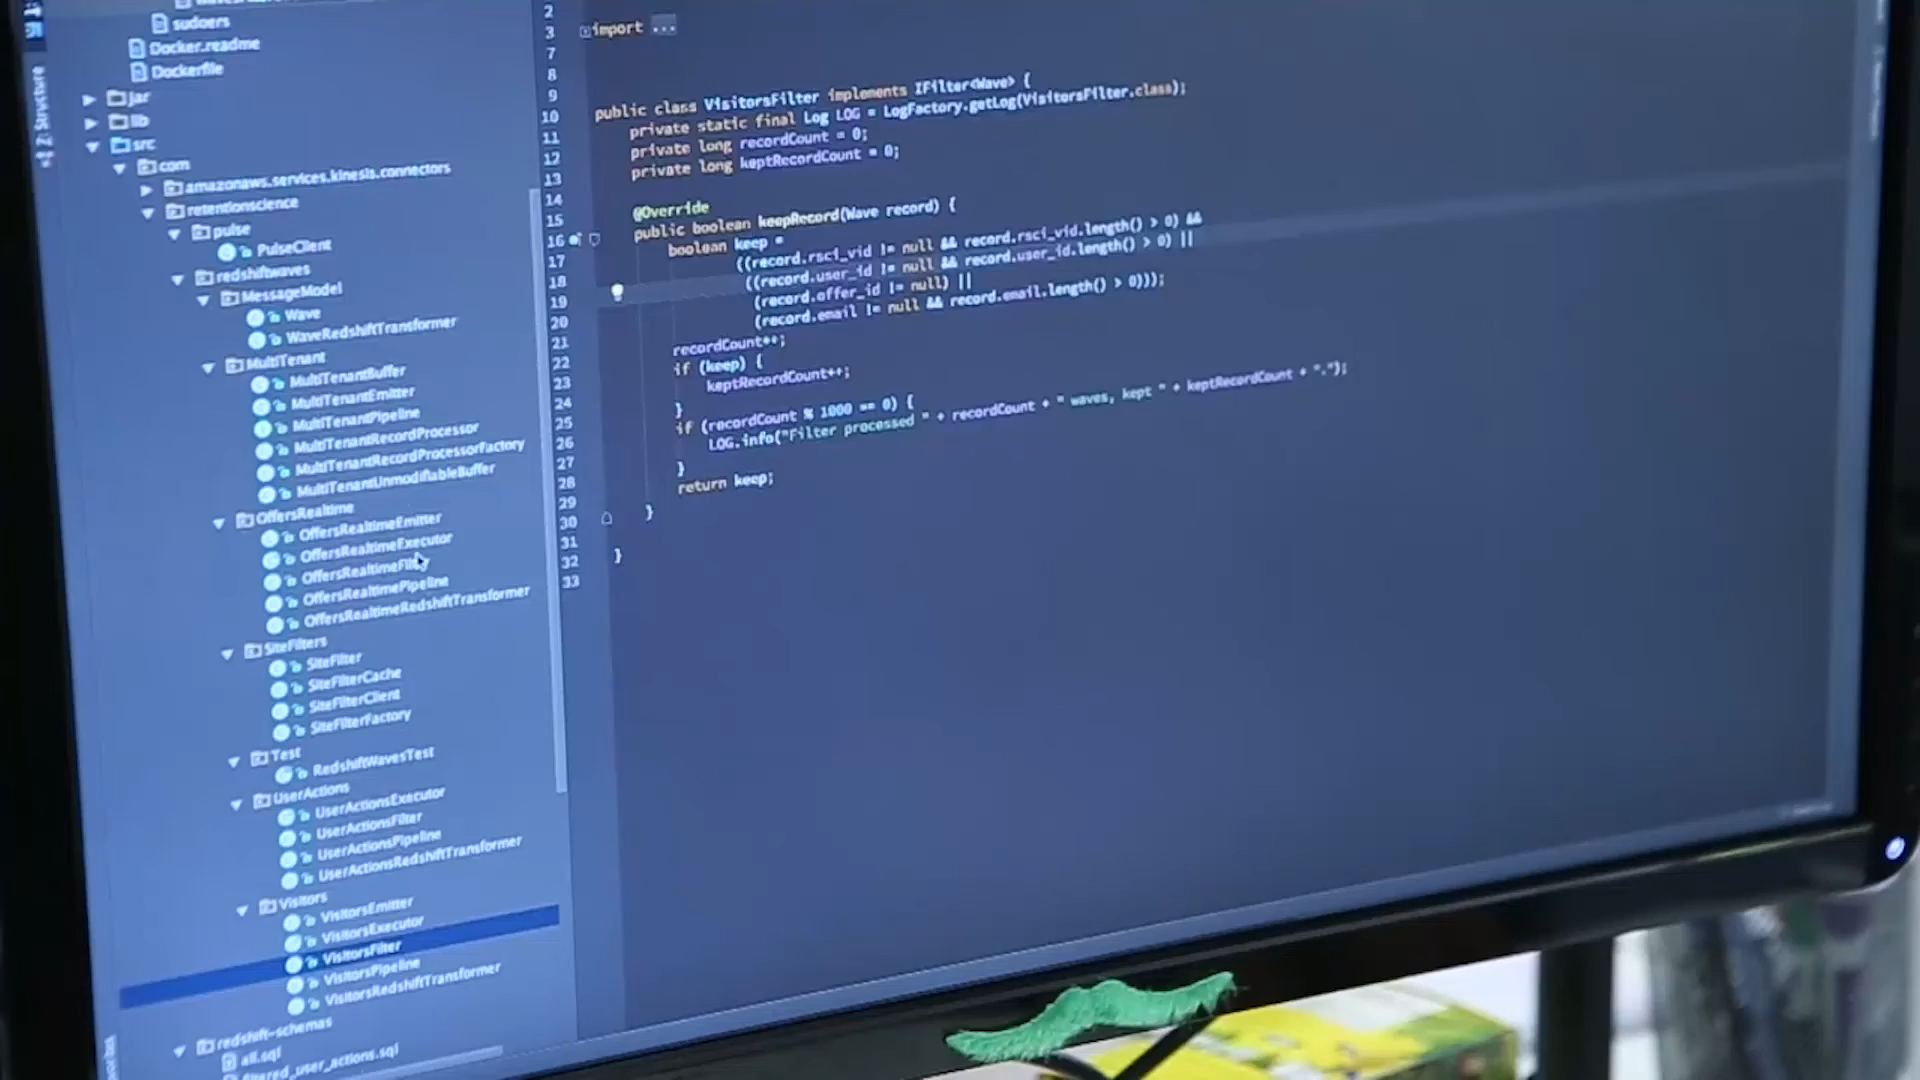 sudoers
Docker.readme
Dockerfile
jar
lib
src
com
amazonaws.services.kinesis.connectors
retentionscience
pulse
PulseClient
redshiftwaves
MessageModel
Wave
WaveRedshiftTransformer
MultiTenant
MultiTenantBuffer
MultiTenantEmitter
MultiTenantPipeline
MultiTenantRecordProcessor
MultiTenantRecordProcessorFactory
MultiTenantUnmodifiableBuffer
OffersRealtime
OffersRealtimeEmitter
OffersRealtimeExecutor
OffersRealtimeFilter
OffersRealtimePipeline
OffersRealtimeRedshiftTransformer
SiteFilters
SiteFilter
SiteFilterCache
SiteFilterClient
SiteFilterFactory
Test
RedshiftWavesTest
UserActions
UserActionsExecutor
UserActionsFilter
UserActionsPipeline
UserActionsRedshiftTransformer
Visitors
VisitorsEmitter
VisitorsExecutor
VisitorsFilter
VisitorsPipeline
VisitorsRedshiftTransformer
redshift-schemas
all.sql
filtered_user_actions.sql
Z: Structure
2
3
7
8
9
10
11
12
13
14
15
16
17
18
19
20
21
22
23
24
25
26
27
28
29
30
31
32
33
import ...
public class VisitorsFilter implements IFilter<Wave> {
private static final Log LOG = LogFactory.getLog(VisitorsFilter.class);
private long recordCount = 0;
private long keptRecordCount = 0;
@Override
public boolean keepRecord(Wave record) {
boolean keep =
((record.rsci_vid != null && record.rsci_vid.length() > 0) &&
((record.user_id != null && record.user_id.length() > 0) ||
(record.offer_id != null) ||
(record.email != null && record.email.length() > 0)));
recordCount++;
if (keep) {
keptRecordCount++;
}
if (recordCount % 1000 == 0) {
LOG.info("Filter processed " + recordCount + " waves, kept " + keptRecordCount + ".");
}
return keep;
}
}